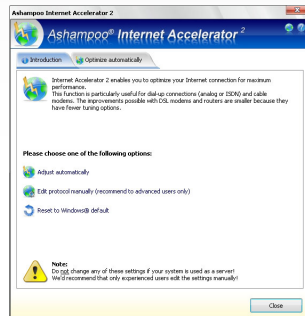 Ashampoo Internet Accelerator 2
Ashampoo® Internet Accelerator 2
Introduction
Optimize automatically
Internet Accelerator 2 enables you to optimize your Internet connection for maximum
performance.
This function is particularly useful for dial-up connections (analog or ISDN) and cable
modems. The improvements possible with DSL modems and routers are smaller because they
have fewer tuning options.
Please choose one of the following options:
Adjust automatically
Edit protocol manually (recommend to advanced users only)
Reset to Windows® default
Note:
Do not change any of these settings if your system is used as a server!
We'd recommend that only experienced users edit the settings manually!
Close